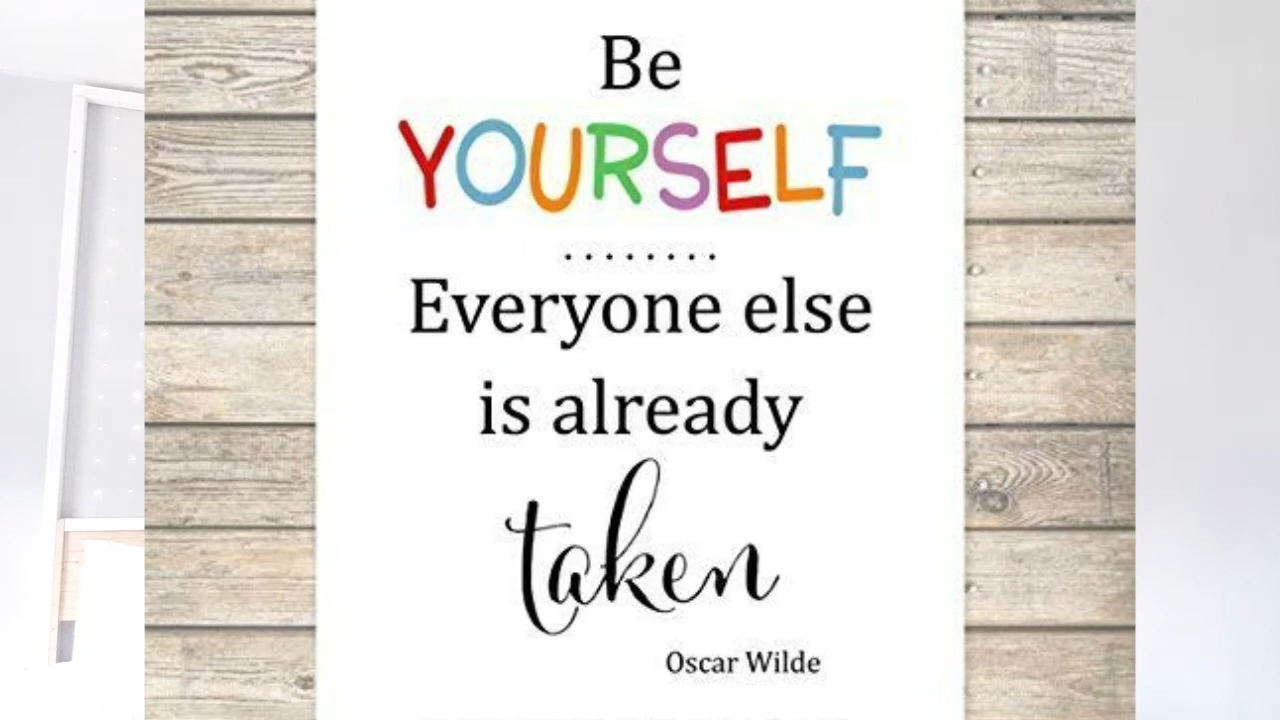 Be
YOURSELF
........
Everyone else
is already
taken
Oscar Wilde